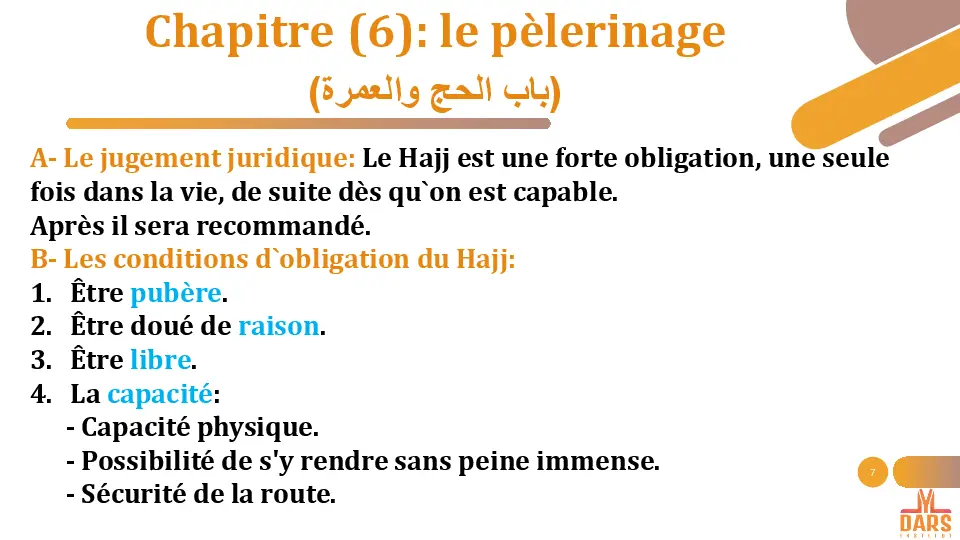 Chapitre (6): le pèlerinage
(باب الحج والعمرة)
A- Le jugement juridique: Le Hajj est une forte obligation, une seule
fois dans la vie, de suite dès qu`on est capable.
Après il sera recommandé.
B- Les conditions d`obligation du Hajj:
1. Être pubère.
2. Être doué de raison.
3. Être libre.
4. La capacité:
- Capacité physique.
- Possibilité de s'y rendre sans peine immense.
- Sécurité de la route.
7
DARS
INSTITUT